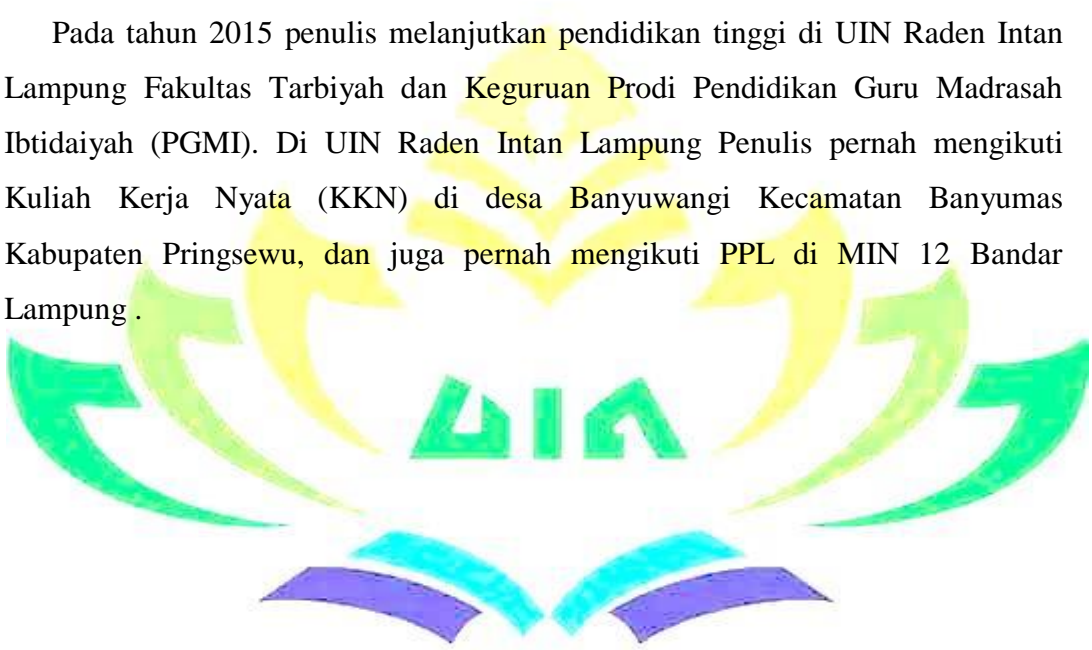 Pada tahun 2015 penulis melanjutkan pendidikan tinggi di UIN Raden Intan
Lampung Fakultas Tarbiyah dan Keguruan Prodi Pendidikan Guru Madrasah
Ibtidaiyah (PGMI). Di UIN Raden Intan Lampung Penulis pernah mengikuti
Kuliah Kerja Nyata (KKN) di desa Banyuwangi Kecamatan Banyumas
Kabupaten Pringsewu, dan juga pernah mengikuti PPL di MIN 12 Bandar
Lampung .
UIN